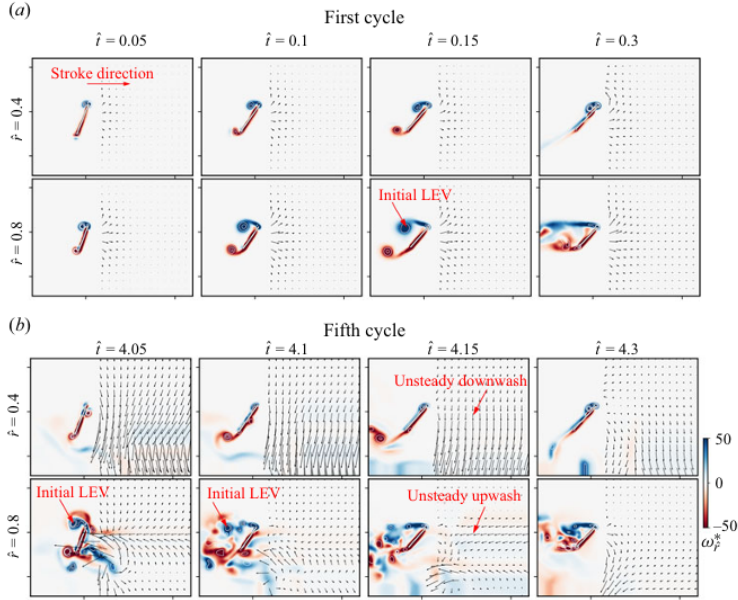 (a)
First cycle
t̂ = 0.05 t̂ = 0.1 t̂ = 0.15 t̂ = 0.3
Stroke direction
r̂ = 0.4
Initial LEV
r̂ = 0.8
(b)
Fifth cycle
t̂ = 4.05 t̂ = 4.1 t̂ = 4.15 t̂ = 4.3
Unsteady downwash
r̂ = 0.4
50
0
−50
ω*r̂
Initial LEV Initial LEV Unsteady upwash
r̂ = 0.8